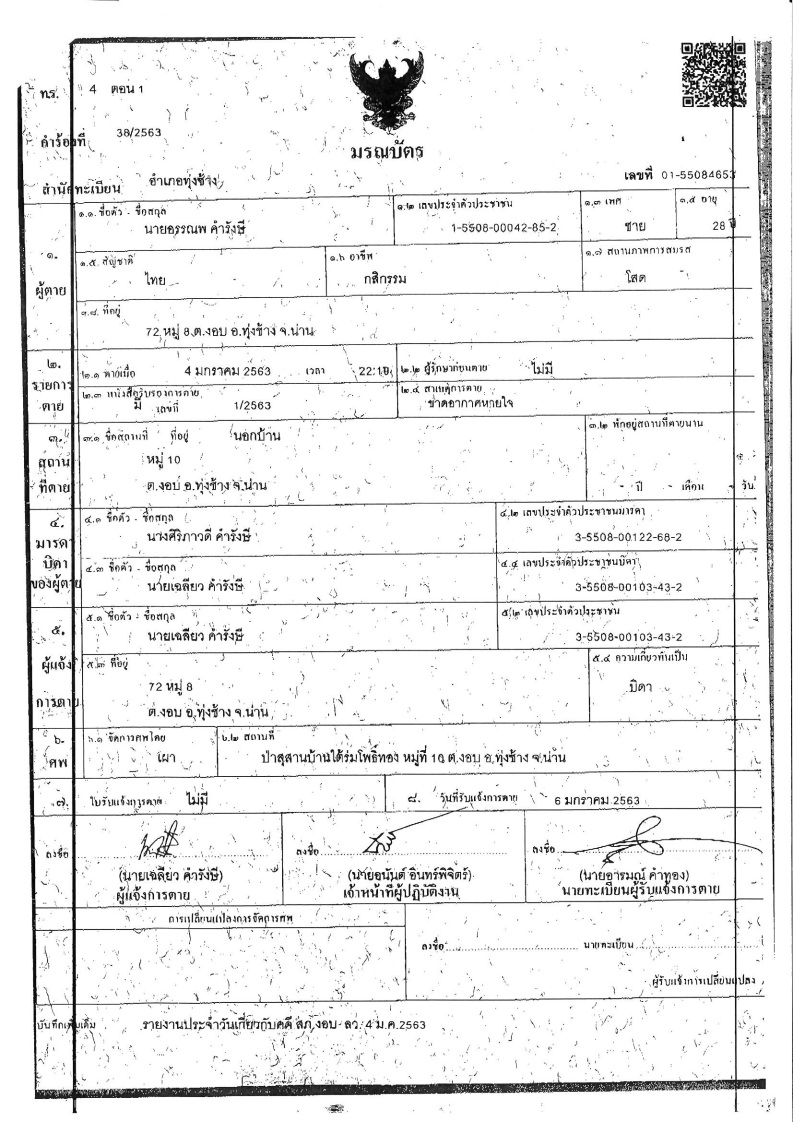 ทร. 4 ตอน 1
คำร้องที่ 38/2563
มรณบัตร
สำนักทะเบียน อำเภอทุ่งช้าง เลขที่ 01-55084653
๑. ผู้ตาย
๑.๑. ชื่อตัว - ชื่อสกุล
นายอรรณพ คำรังษี
๑.๒ เลขประจำตัวประชาชน
1-5508-00042-85-2
๑.๓ เพศ
ชาย
๑.๔ อายุ
28 ปี
๑.๕. สัญชาติ
ไทย
๑.๖ อาชีพ
กสิกรรม
๑.๗ สถานภาพการสมรส
โสด
๑.๘. ที่อยู่
72 หมู่ 8 ต.งอบ อ.ทุ่งช้าง จ.น่าน
๒. รายการตาย
๒.๑ ตายเมื่อ 4 มกราคม 2563 เวลา 22:10
๒.๒ ผู้รักษาก่อนตาย ไม่มี
๒.๓ หนังสือรับรองการตาย
มี เลขที่ 1/2563
๒.๔ สาเหตุการตาย
ขาดอากาศหายใจ
๓. สถานที่ตาย
๓.๑ ชื่อสถานที่ ที่อยู่ นอกบ้าน
หมู่ 10
ต.งอบ อ.ทุ่งช้าง จ.น่าน
๓.๒ พักอยู่สถานที่ตายนาน
- ปี - เดือน - วัน
๔. มารดา บิดา ของผู้ตาย
๔.๑ ชื่อตัว - ชื่อสกุล
นางศิริภาวดี คำรังษี
๔.๒ เลขประจำตัวประชาชนมารดา
3-5508-00122-68-2
๔.๓ ชื่อตัว - ชื่อสกุล
นายเฉลียว คำรังษี
๔.๔ เลขประจำตัวประชาชนบิดา
3-5508-00103-43-2
๕. ผู้แจ้งการตาย
๕.๑ ชื่อตัว - ชื่อสกุล
นายเฉลียว คำรังษี
๕.๒ เลขประจำตัวประชาชน
3-5508-00103-43-2
๕.๓ ที่อยู่
72 หมู่ 8
ต.งอบ อ.ทุ่งช้าง จ.น่าน
๕.๔ ความเกี่ยวพันเป็น
บิดา
๖. ศพ
๖.๑ จัดการศพโดย
เผา
๖.๒ สถานที่
ป่าสุสานบ้านใต้ร่มโพธิ์ทอง หมู่ที่ 10 ต.งอบ อ.ทุ่งช้าง จ.น่าน
๗. ใบรับแจ้งการตาย ไม่มี
๘. วันที่รับแจ้งการตาย 6 มกราคม 2563
ลงชื่อ
(นายเฉลียว คำรังษี)
ผู้แจ้งการตาย
ลงชื่อ
(นายอนันต์ อินทร์พิจิตร์)
เจ้าหน้าที่ผู้ปฏิบัติงาน
ลงชื่อ
(นายอารมณ์ คำทอง)
นายทะเบียนผู้รับแจ้งการตาย
การเปลี่ยนแปลงการจัดการศพ
ลงชื่อ นายทะเบียน
ผู้รับแจ้งการเปลี่ยนแปลง
บันทึกเพิ่มเติม รายงานประจำวันเกี่ยวกับคดี สภ.งอบ ลว. 4 ม.ค.2563